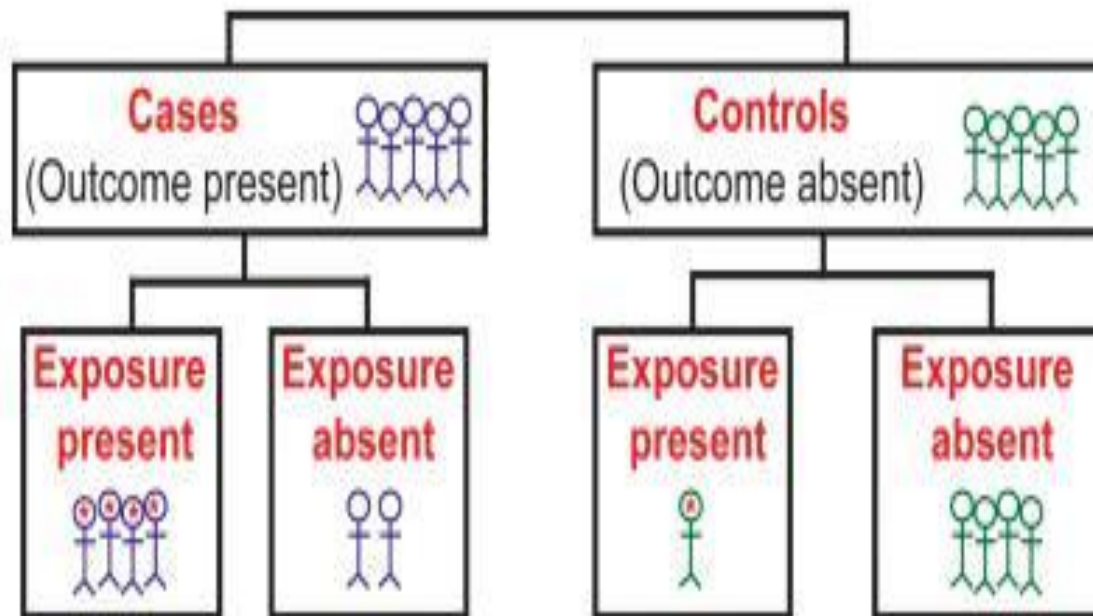 Cases
(Outcome present)
Controls
(Outcome absent)
Exposure
present
Exposure
absent
Exposure
present
Exposure
absent